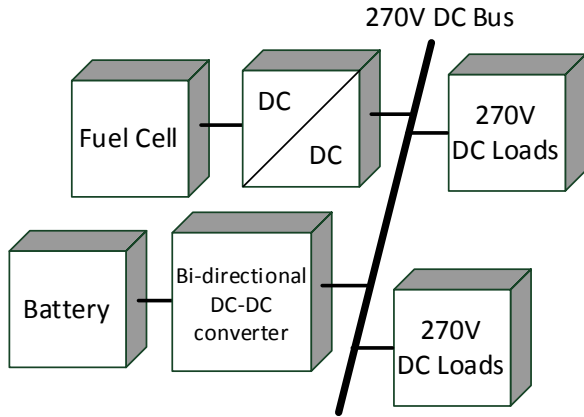 270V DC Bus
Fuel Cell
DC
DC
270V
DC Loads
Battery
Bi-directional
DC-DC
converter
270V
DC Loads